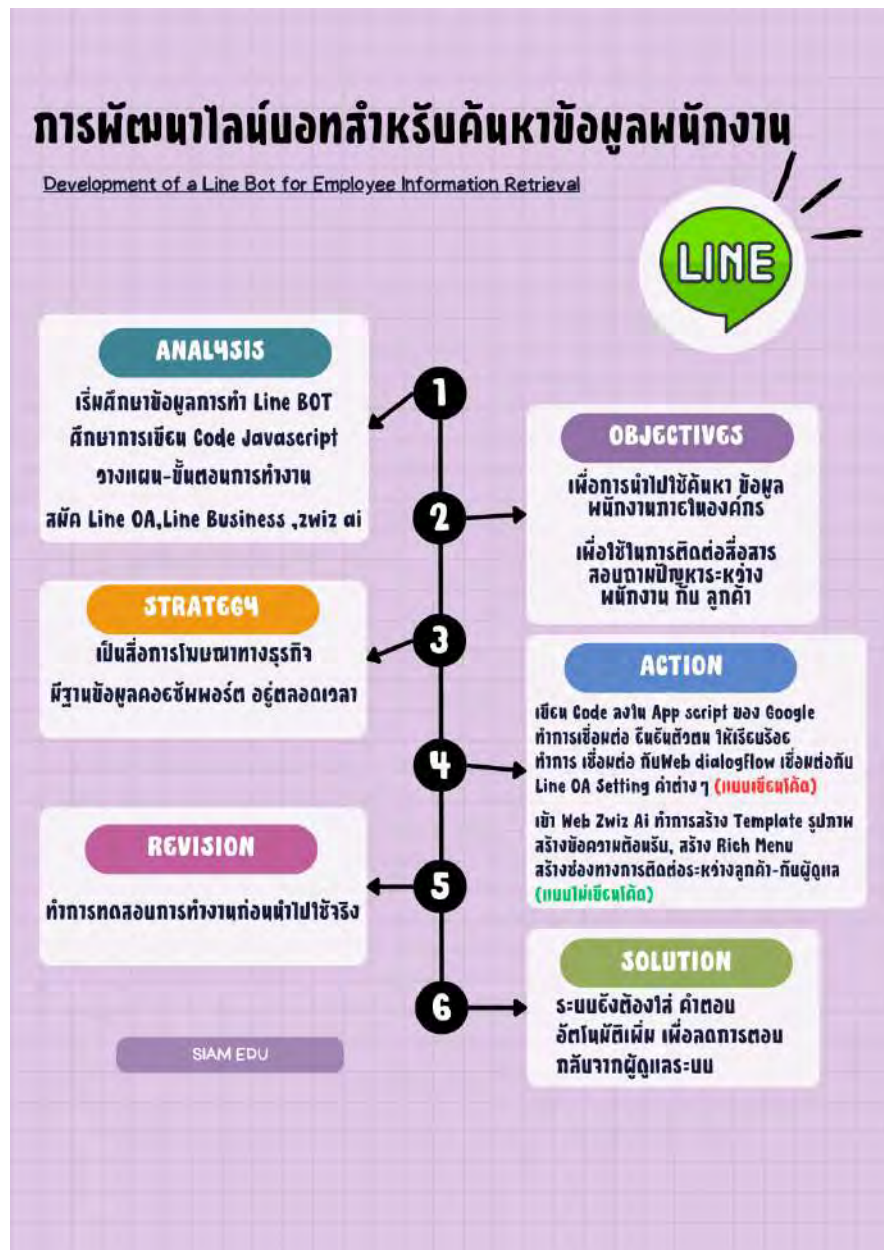 การพัฒนาไลน์บอทสำหรับค้นหาข้อมูลพนักงาน
Development of a Line Bot for Employee Information Retrieval
LINE
ANALYSIS
เริ่มศึกษาข้อมูลการทำ Line BOT
ศึกษาการเขียน Code Javascript
วางแผน-ขั้นตอนการทำงาน
สมัค Line OA,Line Business ,zwiz ai
1
2
OBJECTIVES
เพื่อการนำไปใช้ค้นหา ข้อมูล
พนักงานภายในองค์กร
เพื่อใช้ในการติดต่อสื่อสาร
สอบถามปัญหาระหว่าง
พนักงาน กับ ลูกค้า
STRATEGY
เป็นสื่อการโฆษณาทางธุรกิจ
มีฐานข้อมูลคอยซัพพอร์ต อยู่ตลอดเวลา
3
4
ACTION
เขียน Code ลงใน App script ของ Google
ทำการเชื่อมต่อ ยืนยันตัวตน ให้เรียบร้อย
ทำการ เชื่อมต่อ กับWeb dialogflow เชื่อมต่อกับ
Line OA Setting ค่าต่าง ๆ (แบบเขียนโค้ด)
เข้า Web Zwiz Ai ทำการสร้าง Template รูปภาพ
สร้างข้อความต้อนรับ, สร้าง Rich Menu
สร้างช่องทางการติดต่อระหว่างลูกค้า-กับผู้ดูแล
(แบบไม่เขียนโค้ด)
REVISION
ทำการทดสอบการทำงานก่อนนำไปใช้จริง
5
6
SOLUTION
ระบบยังต้องใส่ คำตอบ
อัตโนมัติเพิ่ม เพื่อลดการตอบ
กลับจากผู้ดูแลระบบ
SIAM EDU